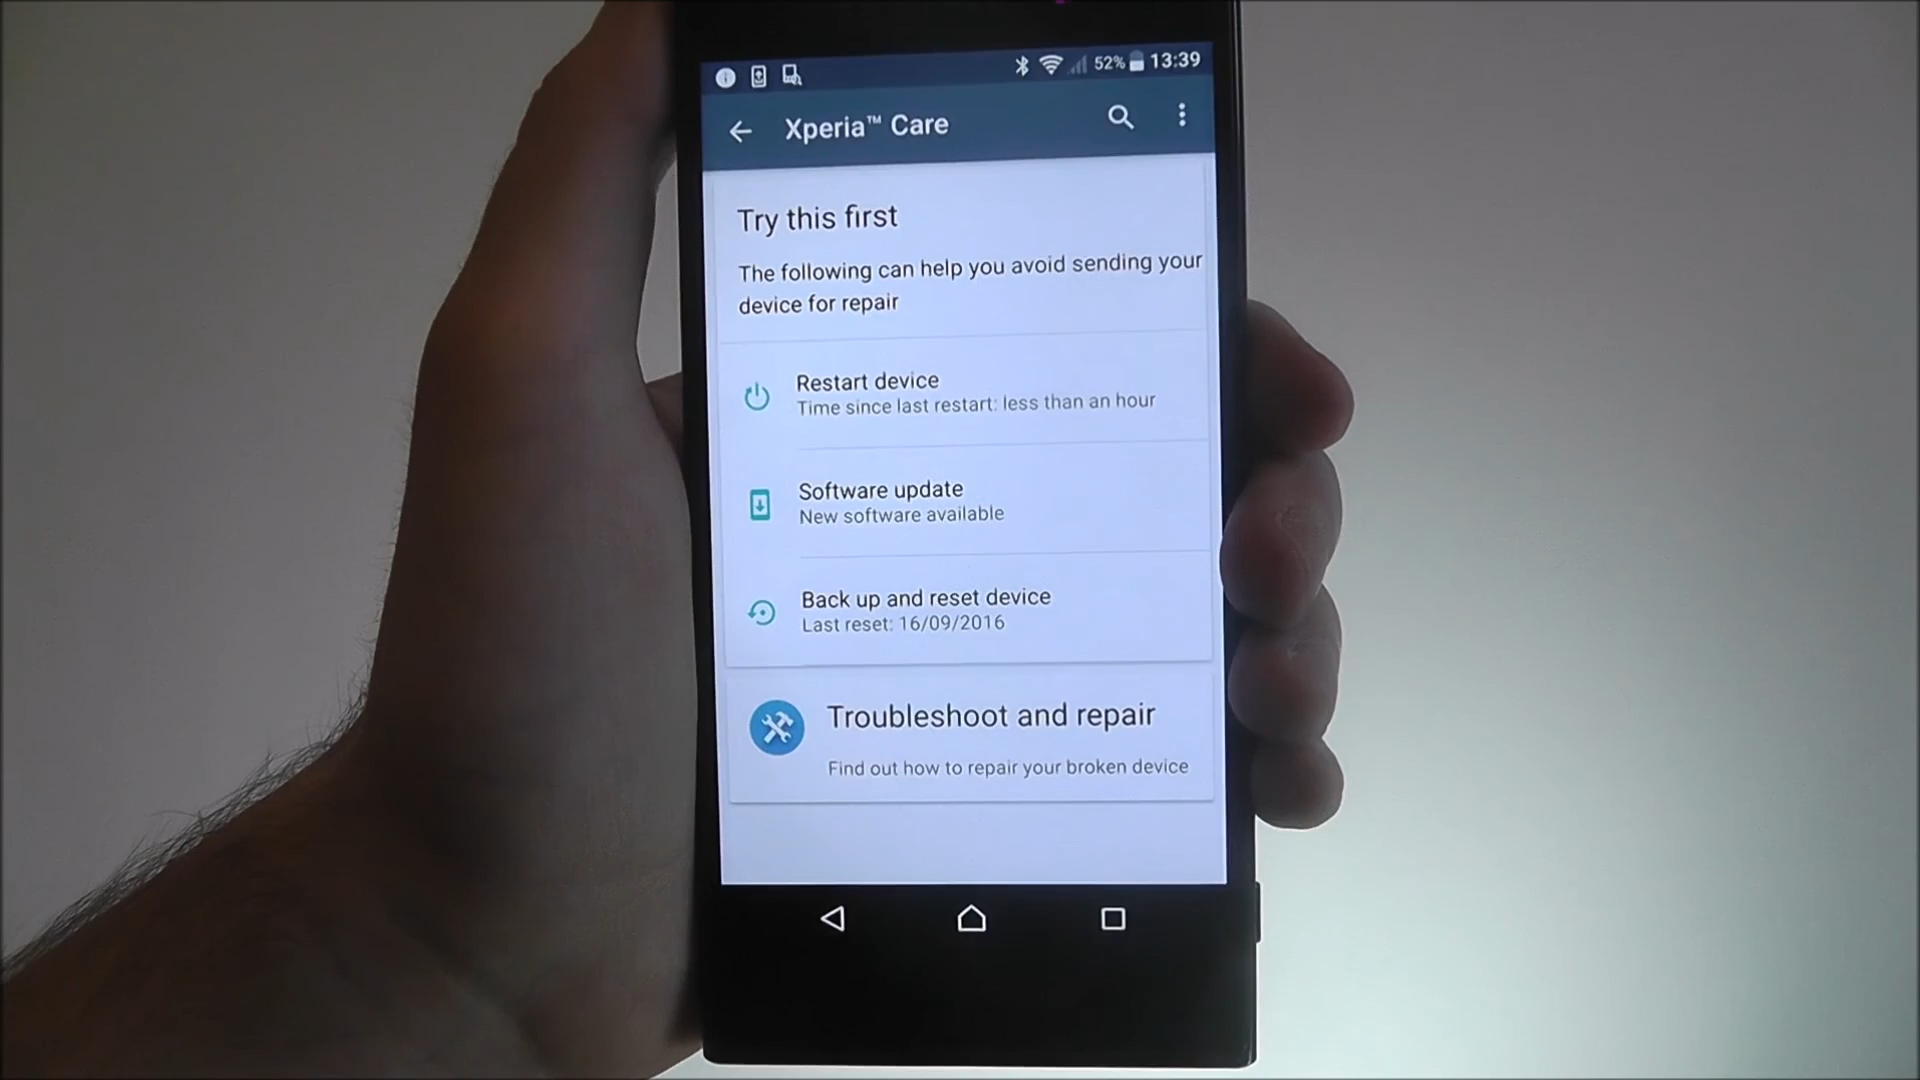 52% 13:39
Xperia™ Care
Try this first
The following can help you avoid sending your
device for repair
Restart device
Time since last restart: less than an hour
Software update
New software available
Back up and reset device
Last reset: 16/09/2016
Troubleshoot and repair
Find out how to repair your broken device